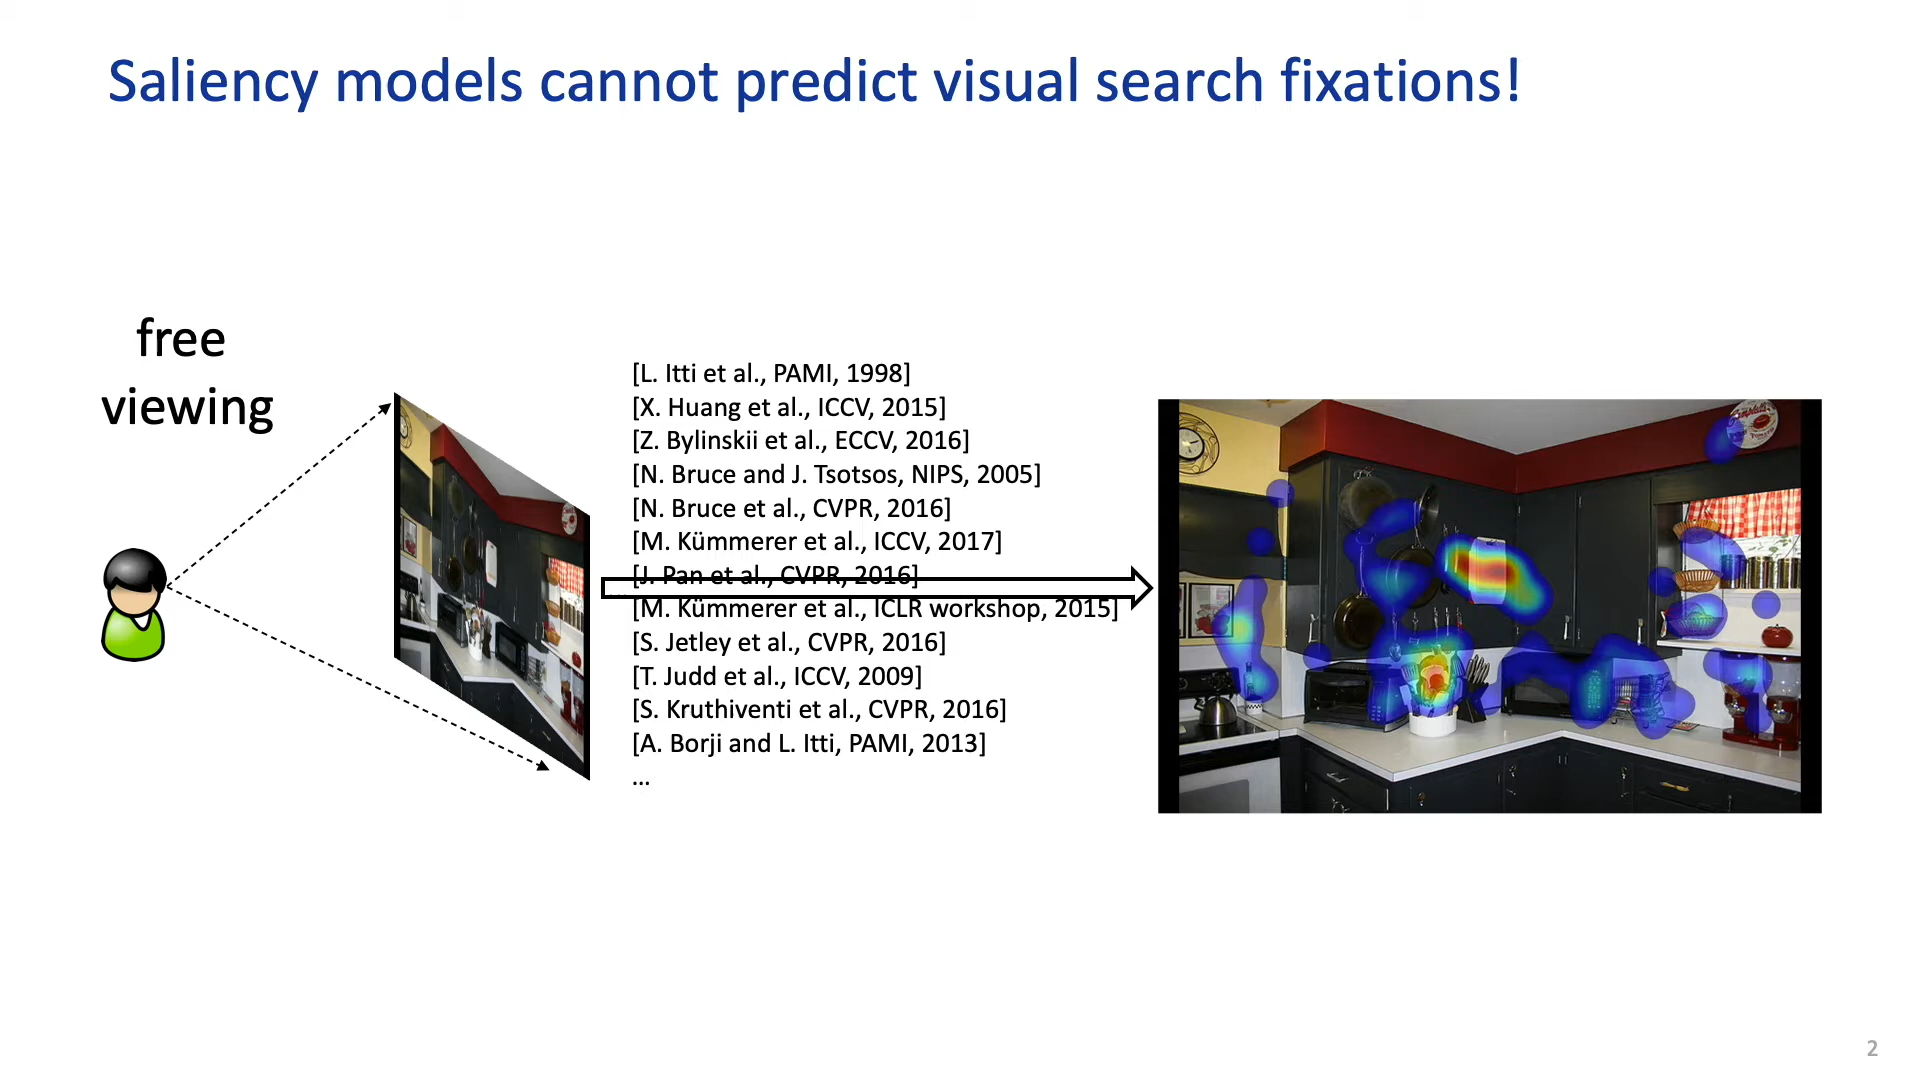 Saliency models cannot predict visual search fixations!
free
viewing
[L. Itti et al., PAMI, 1998]
[X. Huang et al., ICCV, 2015]
[Z. Bylinskii et al., ECCV, 2016]
[N. Bruce and J. Tsotsos, NIPS, 2005]
[N. Bruce et al., CVPR, 2016]
[M. Kümmerer et al., ICCV, 2017]
[J. Pan et al., CVPR, 2016]
[M. Kümmerer et al., ICLR workshop, 2015]
[S. Jetley et al., CVPR, 2016]
[T. Judd et al., ICCV, 2009]
[S. Kruthiventi et al., CVPR, 2016]
[A. Borji and L. Itti, PAMI, 2013]
...
2